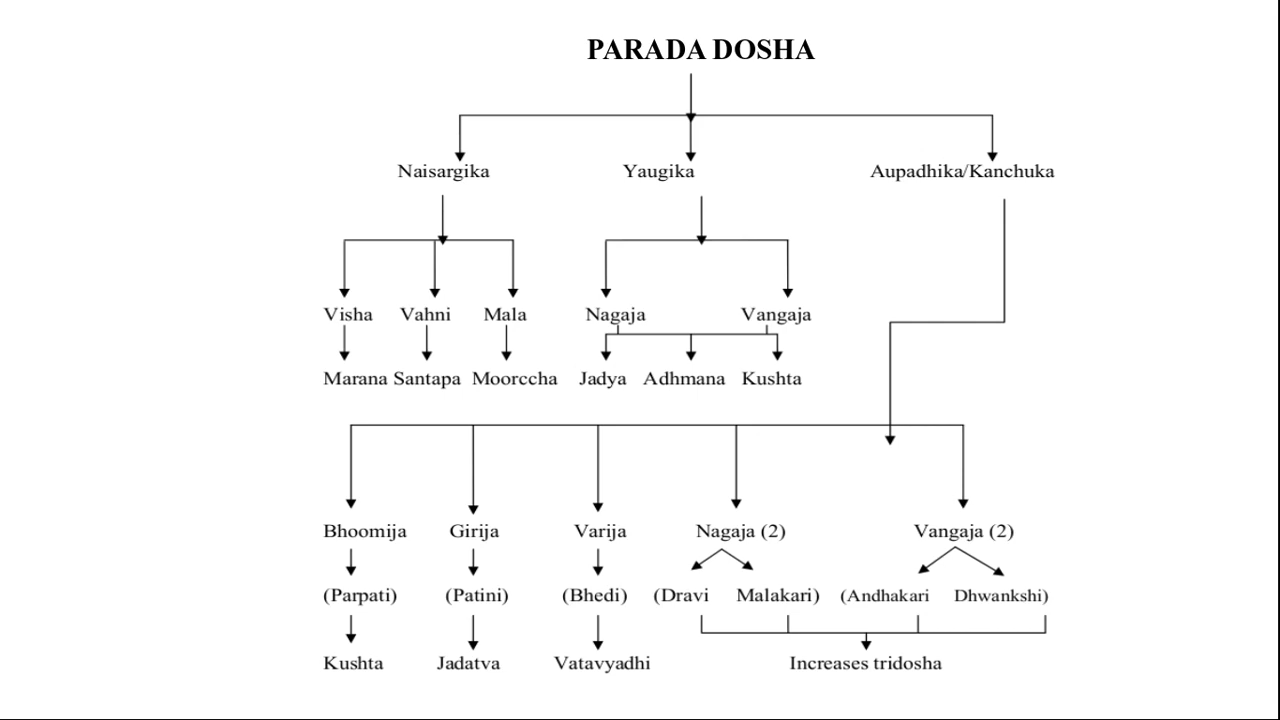 PARADA DOSHA
Naisargika Yaugika Aupadhika/Kanchuka
Visha Vahni Mala Nagaja Vangaja
Marana Santapa Moorccha Jadya Adhmana Kushta
Bhoomija Girija Varija Nagaja (2) Vangaja (2)
(Parpati) (Patini) (Bhedi) (Dravi Malakari) (Andhakari Dhwankshi)
Kushta Jadatva Vatavyadhi Increases tridosha